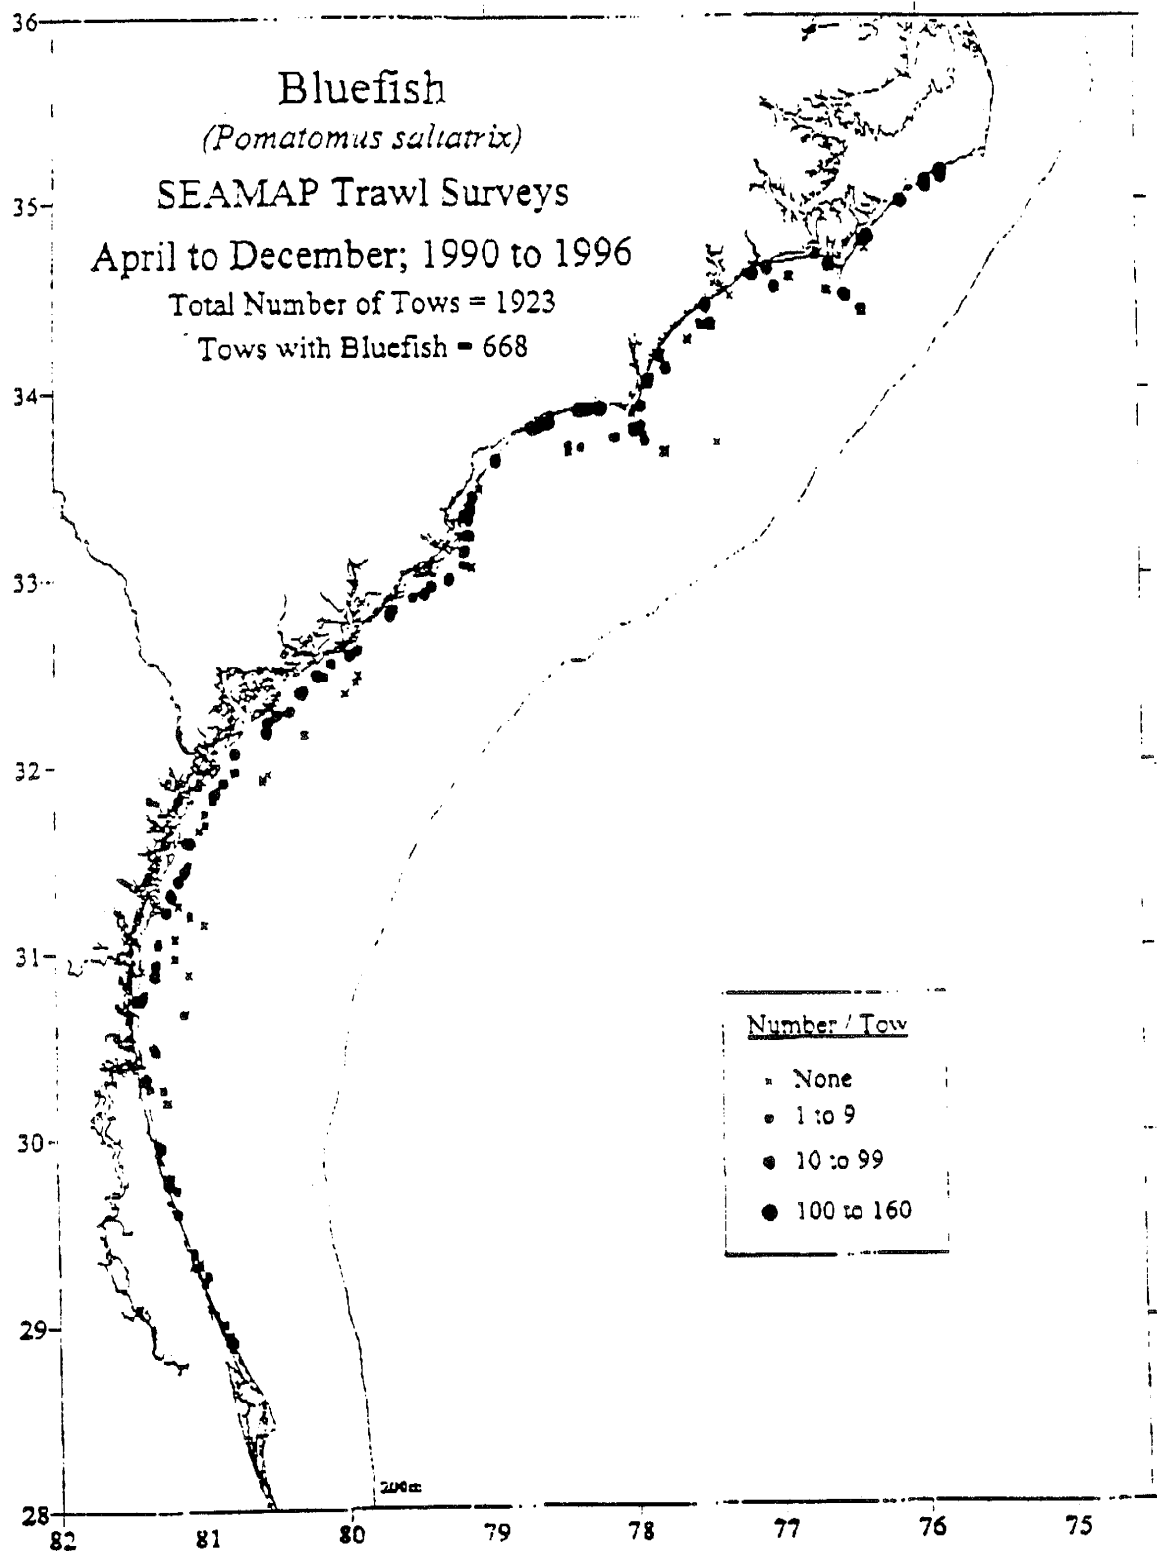 36
Bluefish
(Pomatomus saltatrix)
SEAMAP Trawl Surveys
April to December; 1990 to 1996
Total Number of Tows = 1923
Tows with Bluefish = 668
35
34
33
32
31
30
29
28
Number / Tow
None
1 to 9
10 to 99
100 to 160
200m
82 81 80 79 78 77 76 75